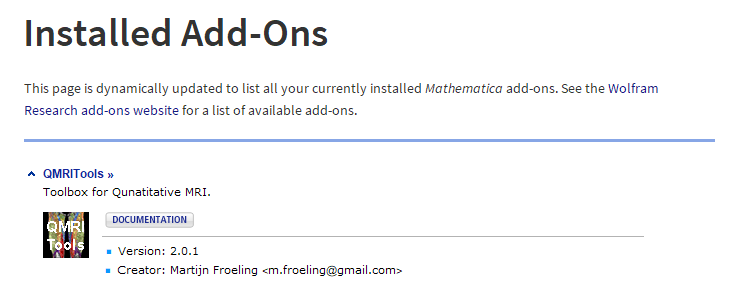 Installed Add-Ons
This page is dynamically updated to list all your currently installed Mathematica add-ons. See the Wolfram
Research add-ons website for a list of available add-ons.
QMRITools »
Toolbox for Qunatitative MRI.
QMRI
Tools
DOCUMENTATION
Version: 2.0.1
Creator: Martijn Froeling <m.froeling@gmail.com>